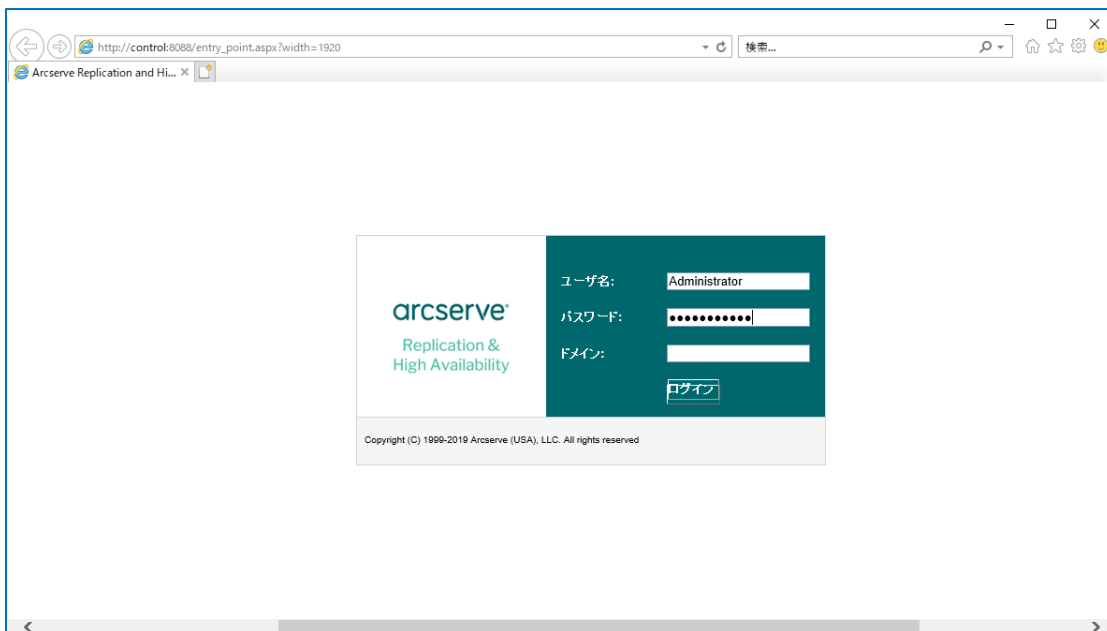 http://control:8088/entry_point.aspx?width=1920
検索...
Arcserve Replication and Hi...
ユーザ名: Administrator
arcserve®
パスワード: ●●●●●●●●●●●
Replication &
High Availability
ドメイン:
ログイン
Copyright (C) 1999-2019 Arcserve (USA), LLC. All rights reserved